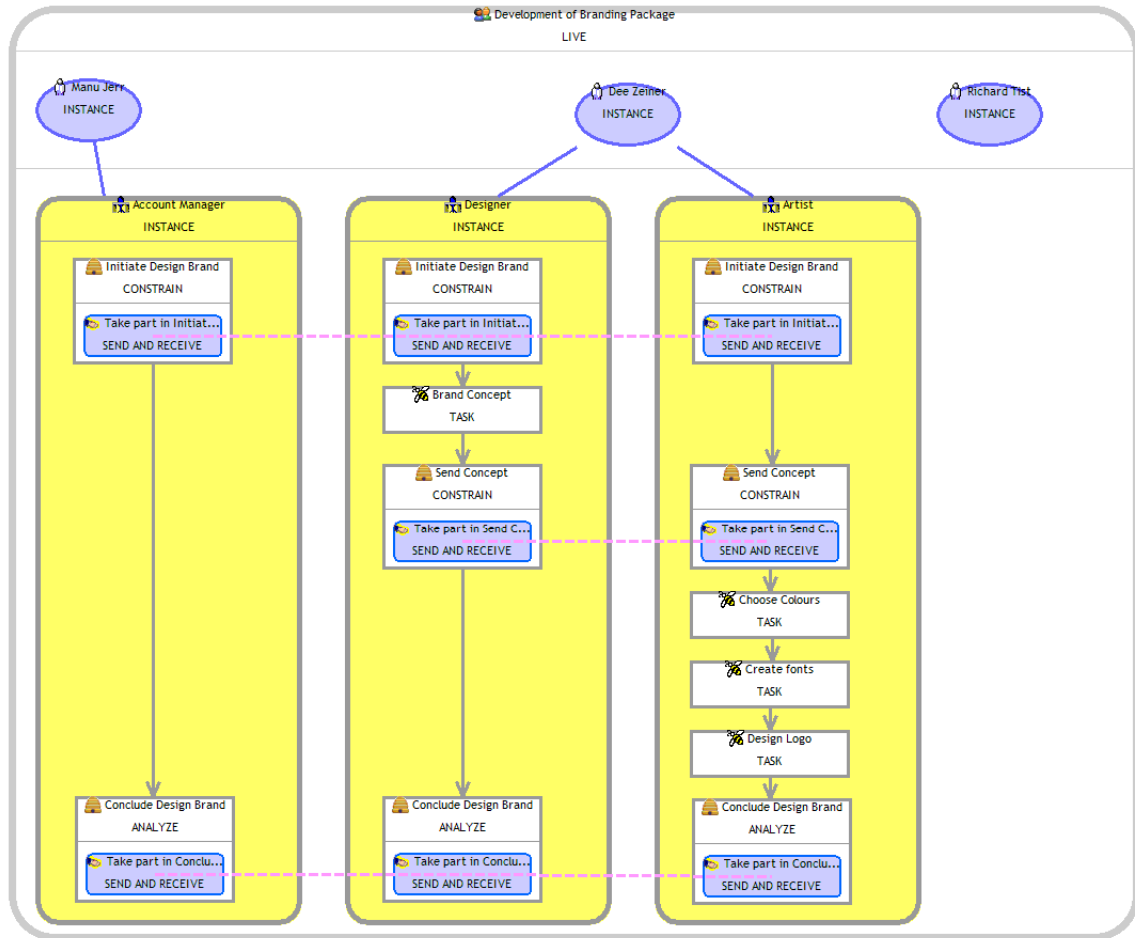 Development of Branding Package
LIVE
Manu Jerr
INSTANCE
Dee Zeiner
INSTANCE
Richard Tist
INSTANCE
Account Manager
INSTANCE
Initiate Design Brand
CONSTRAIN
Take part in Initiat...
SEND AND RECEIVE
Conclude Design Brand
ANALYZE
Take part in Conclu...
SEND AND RECEIVE
Designer
INSTANCE
Initiate Design Brand
CONSTRAIN
Take part in Initiat...
SEND AND RECEIVE
Brand Concept
TASK
Send Concept
CONSTRAIN
Take part in Send C...
SEND AND RECEIVE
Conclude Design Brand
ANALYZE
Take part in Conclu...
SEND AND RECEIVE
Artist
INSTANCE
Initiate Design Brand
CONSTRAIN
Take part in Initiat...
SEND AND RECEIVE
Send Concept
CONSTRAIN
Take part in Send C...
SEND AND RECEIVE
Choose Colours
TASK
Create fonts
TASK
Design Logo
TASK
Conclude Design Brand
ANALYZE
Take part in Conclu...
SEND AND RECEIVE